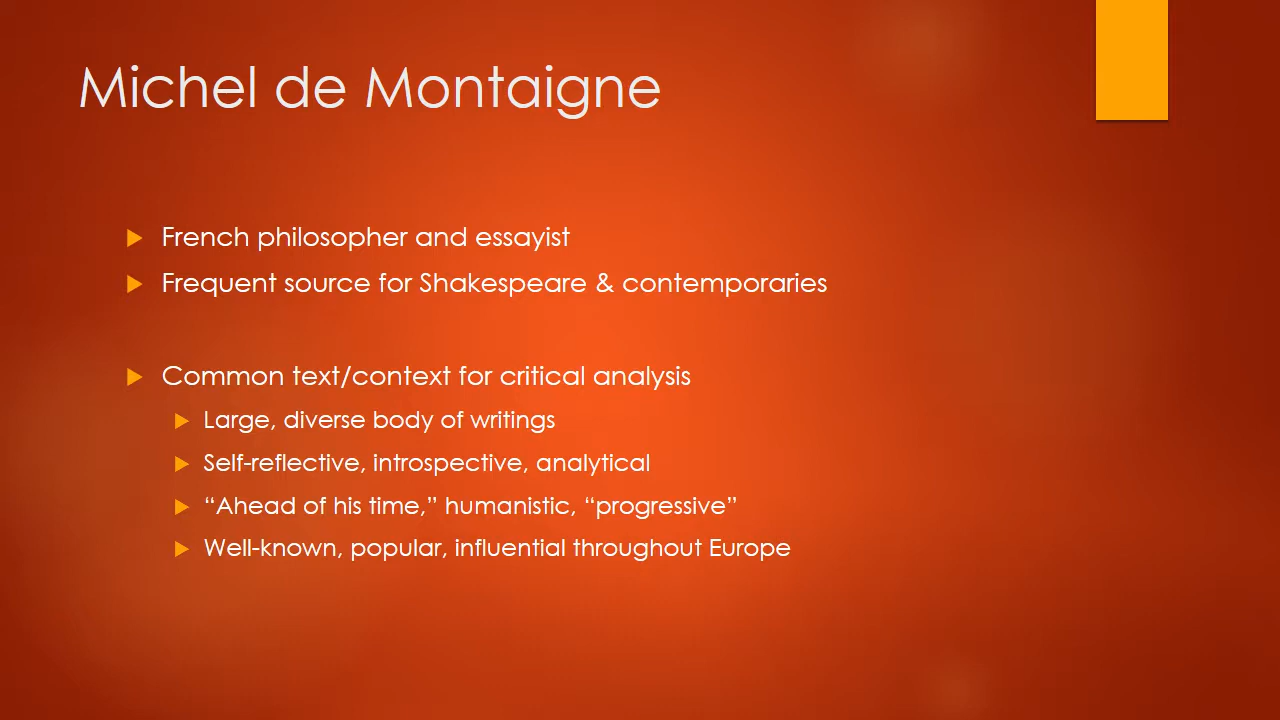 Michel de Montaigne
French philosopher and essayist
Frequent source for Shakespeare & contemporaries
Common text/context for critical analysis
Large, diverse body of writings
Self-reflective, introspective, analytical
“Ahead of his time,” humanistic, “progressive”
Well-known, popular, influential throughout Europe